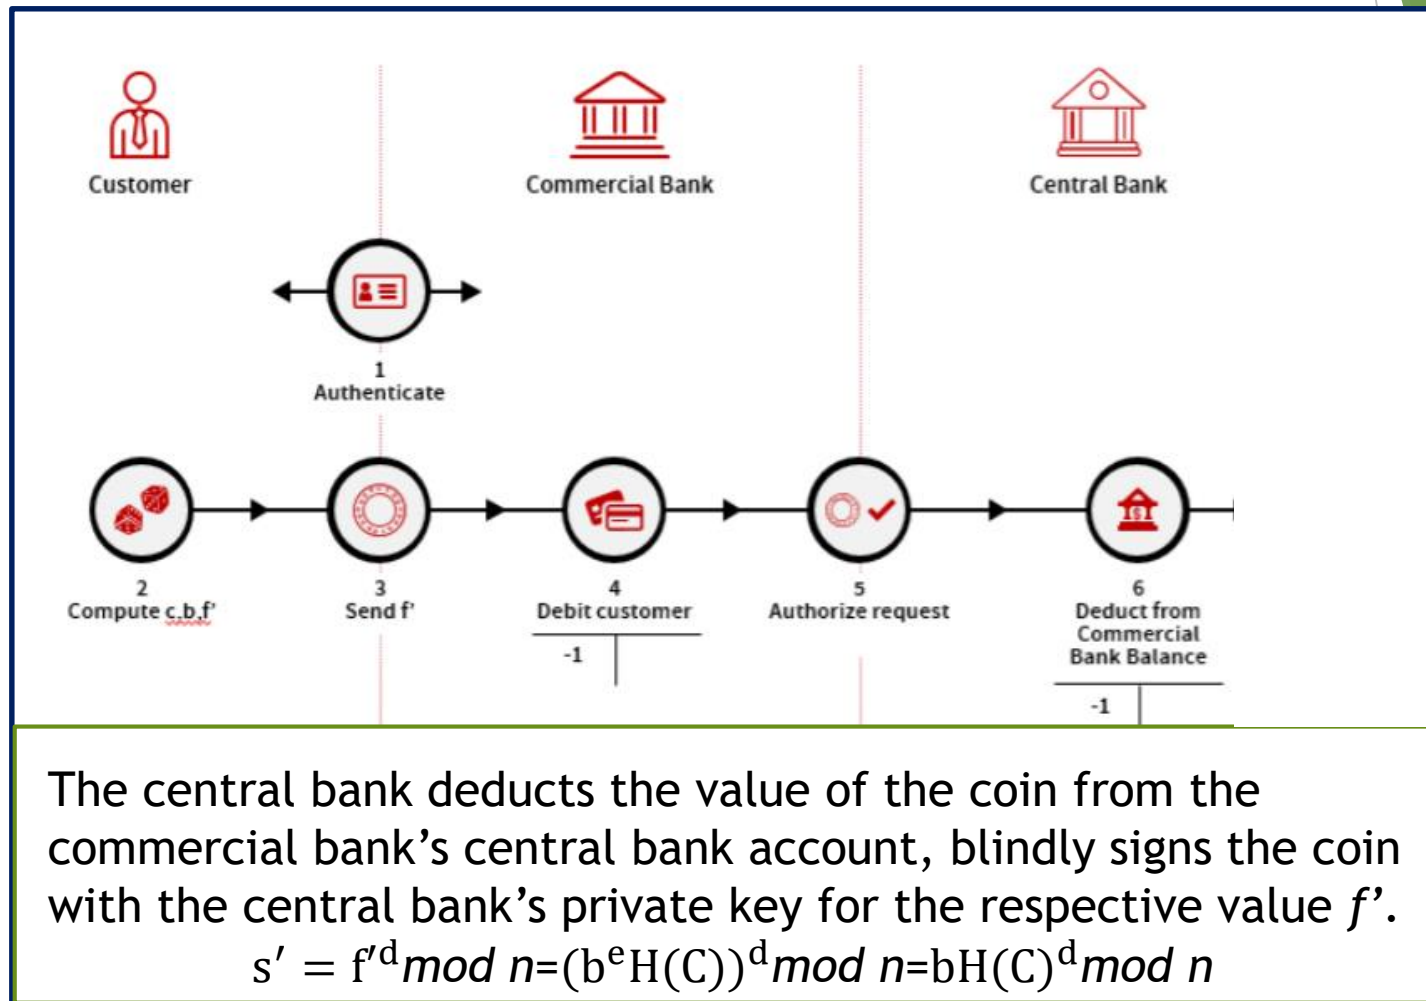 Customer
Commercial Bank
Central Bank
1
Authenticate
2
Compute c,b,f'
3
Send f'
4
Debit customer
-1
5
Authorize request
6
Deduct from
Commercial
Bank Balance
-1
$
The central bank deducts the value of the coin from the
commercial bank’s central bank account, blindly signs the coin
with the central bank’s private key for the respective value f’.
s′ = f′ᵈmod n=(bᵉH(C))ᵈmod n=bH(C)ᵈmod n